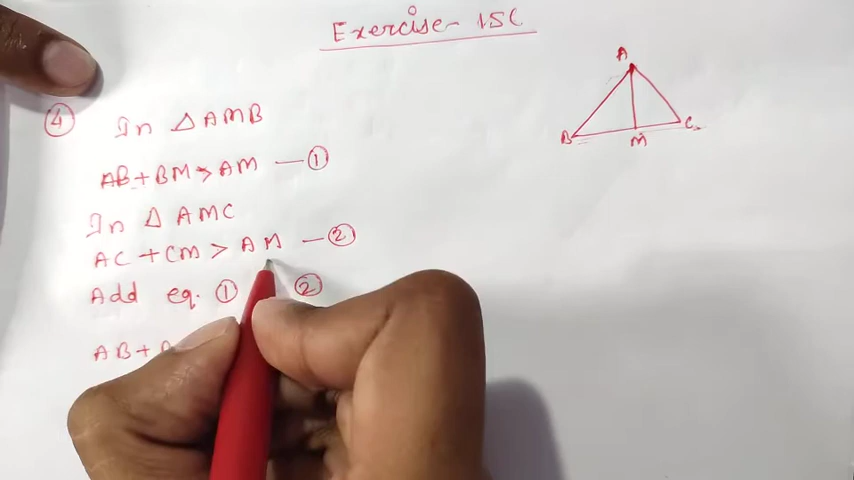 Exercise- 15C
④ In △ AMB
AB + BM > AM — ①
In △ AMC
AC + CM > AM — ②
Add eq. ① ②
AB +
A
B
M
C